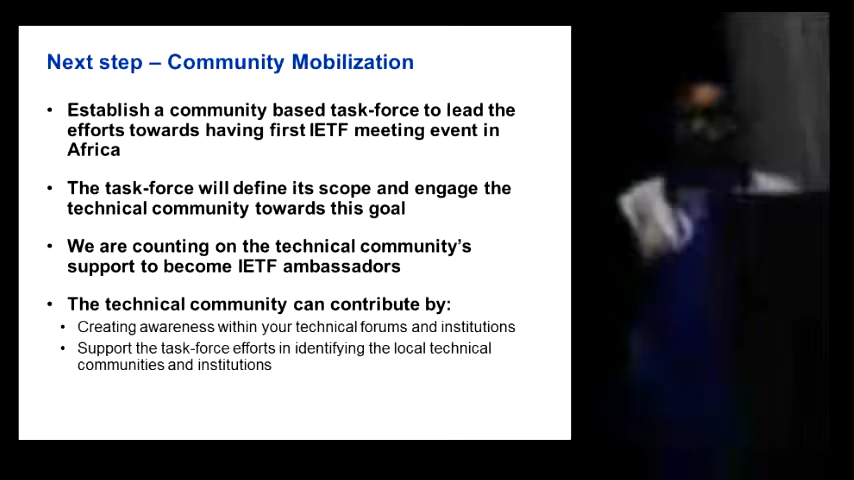 Next step – Community Mobilization
• Establish a community based task-force to lead the
efforts towards having first IETF meeting event in
Africa
• The task-force will define its scope and engage the
technical community towards this goal
• We are counting on the technical community's
support to become IETF ambassadors
• The technical community can contribute by:
• Creating awareness within your technical forums and institutions
• Support the task-force efforts in identifying the local technical
communities and institutions